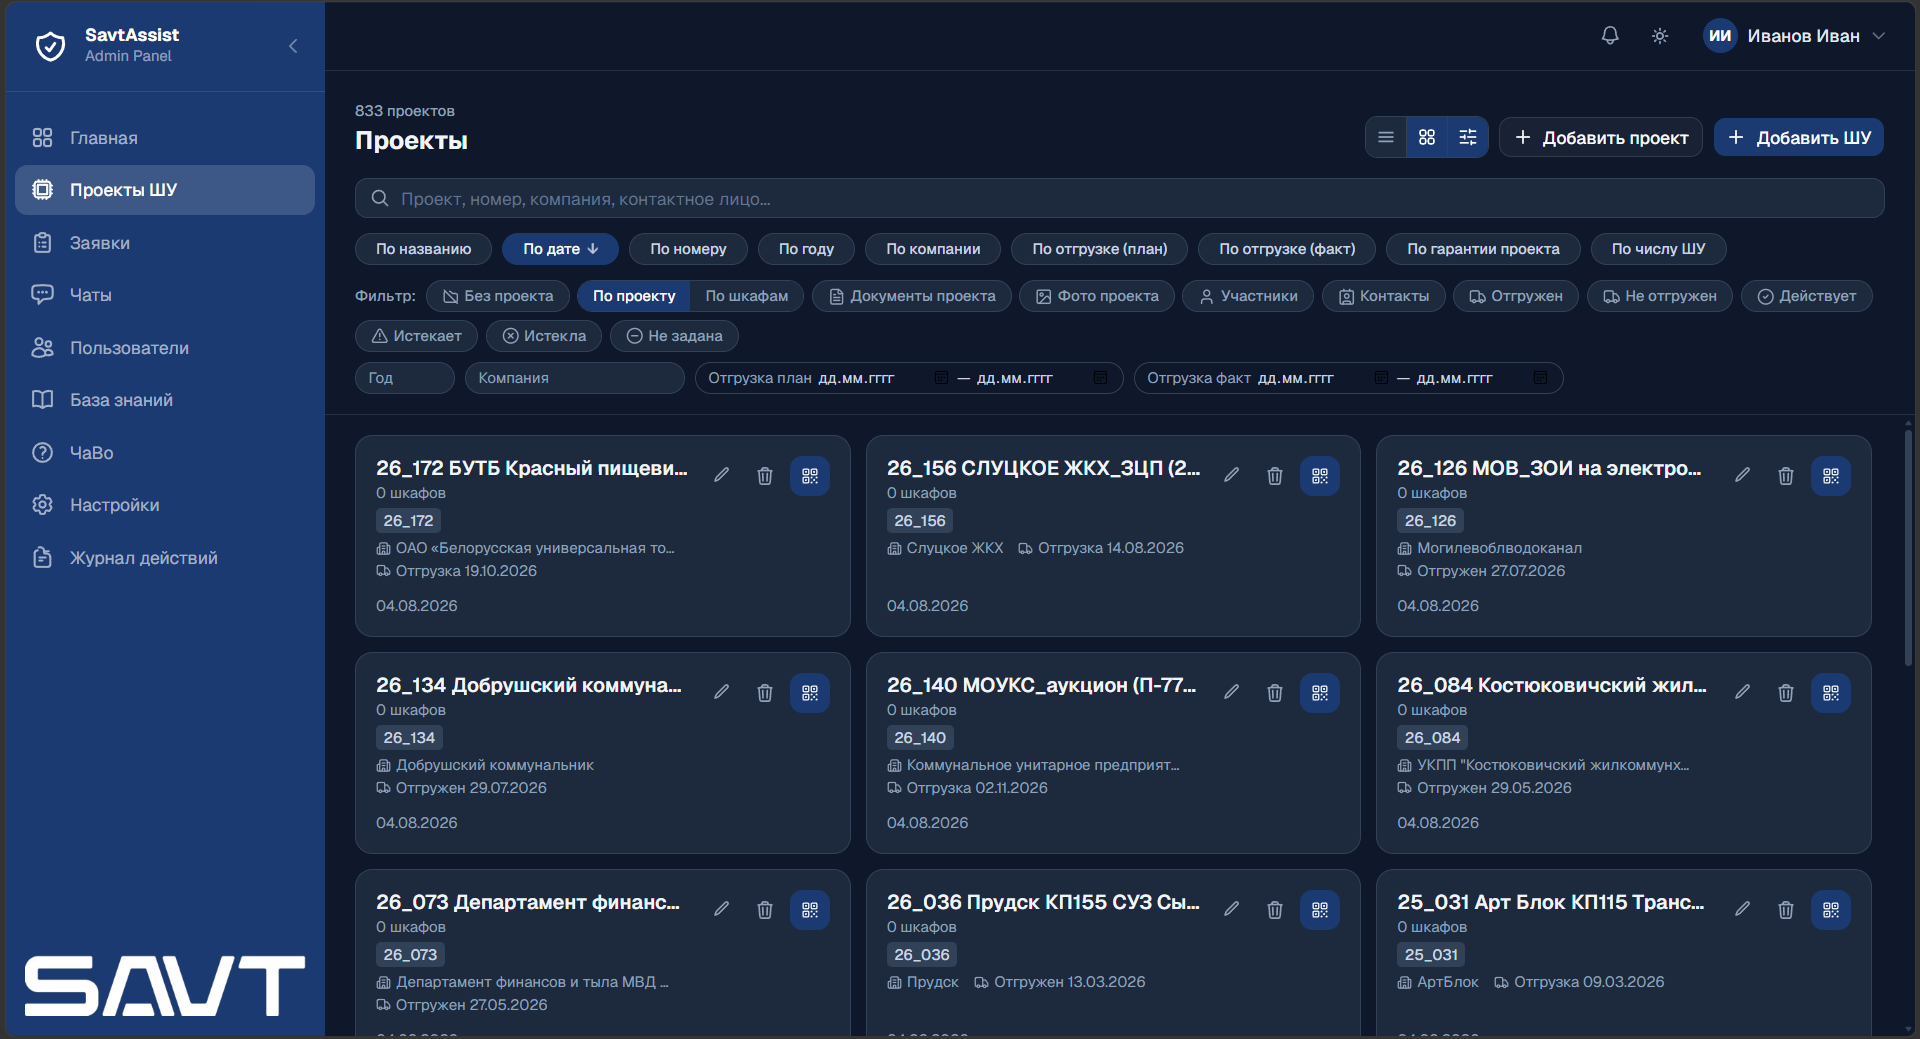 SavtAssist
Admin Panel
Главная
Проекты ШУ
Заявки
Чаты
Пользователи
База знаний
ЧаВо
Настройки
Журнал действий
SAVT
ИИ Иванов Иван
833 проектов
Проекты
Добавить проект
Добавить ШУ
Проект, номер, компания, контактное лицо...
По названию По дате ↓ По номеру По году По компании По отгрузке (план) По отгрузке (факт) По гарантии проекта По числу ШУ
Фильтр: Без проекта По проекту По шкафам Документы проекта Фото проекта Участники Контакты Отгружен Не отгружен Действует
Истекает Истекла Не задана
Год Компания Отгрузка план дд.мм.гггг — дд.мм.гггг Отгрузка факт дд.мм.гггг — дд.мм.гггг
26_172 БУТБ Красный пищеви...
0 шкафов
26_172
ОАО «Белорусская универсальная то...
Отгрузка 19.10.2026
04.08.2026
26_156 СЛУЦКОЕ ЖКХ_ЗЦП (2...
0 шкафов
26_156
Слуцкое ЖКХ Отгрузка 14.08.2026
04.08.2026
26_126 МОВ_ЗОИ на электро...
0 шкафов
26_126
Могилевоблводоканал
Отгружен 27.07.2026
04.08.2026
26_134 Добрушский коммуна...
0 шкафов
26_134
Добрушский коммунальник
Отгружен 29.07.2026
04.08.2026
26_140 МОУКС_аукцион (П-77...
0 шкафов
26_140
Коммунальное унитарное предприят...
Отгрузка 02.11.2026
04.08.2026
26_084 Костюковичский жил...
0 шкафов
26_084
УКПП "Костюковичский жилкоммунх...
Отгружен 29.05.2026
04.08.2026
26_073 Департамент финанс...
0 шкафов
26_073
Департамент финансов и тыла МВД ...
Отгружен 27.05.2026
26_036 Прудск КП155 СУЗ Сы...
0 шкафов
26_036
Прудск Отгружен 13.03.2026
25_031 Арт Блок КП115 Транс...
0 шкафов
25_031
АртБлок Отгрузка 09.03.2026